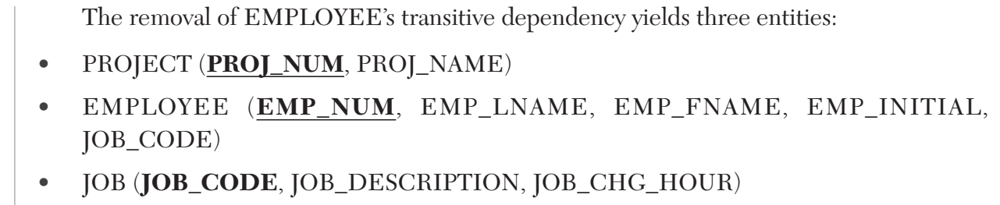 The removal of EMPLOYEE’s transitive dependency yields three entities:
• PROJECT (PROJ_NUM, PROJ_NAME)
• EMPLOYEE (EMP_NUM, EMP_LNAME, EMP_FNAME, EMP_INITIAL,
JOB_CODE)
• JOB (JOB_CODE, JOB_DESCRIPTION, JOB_CHG_HOUR)